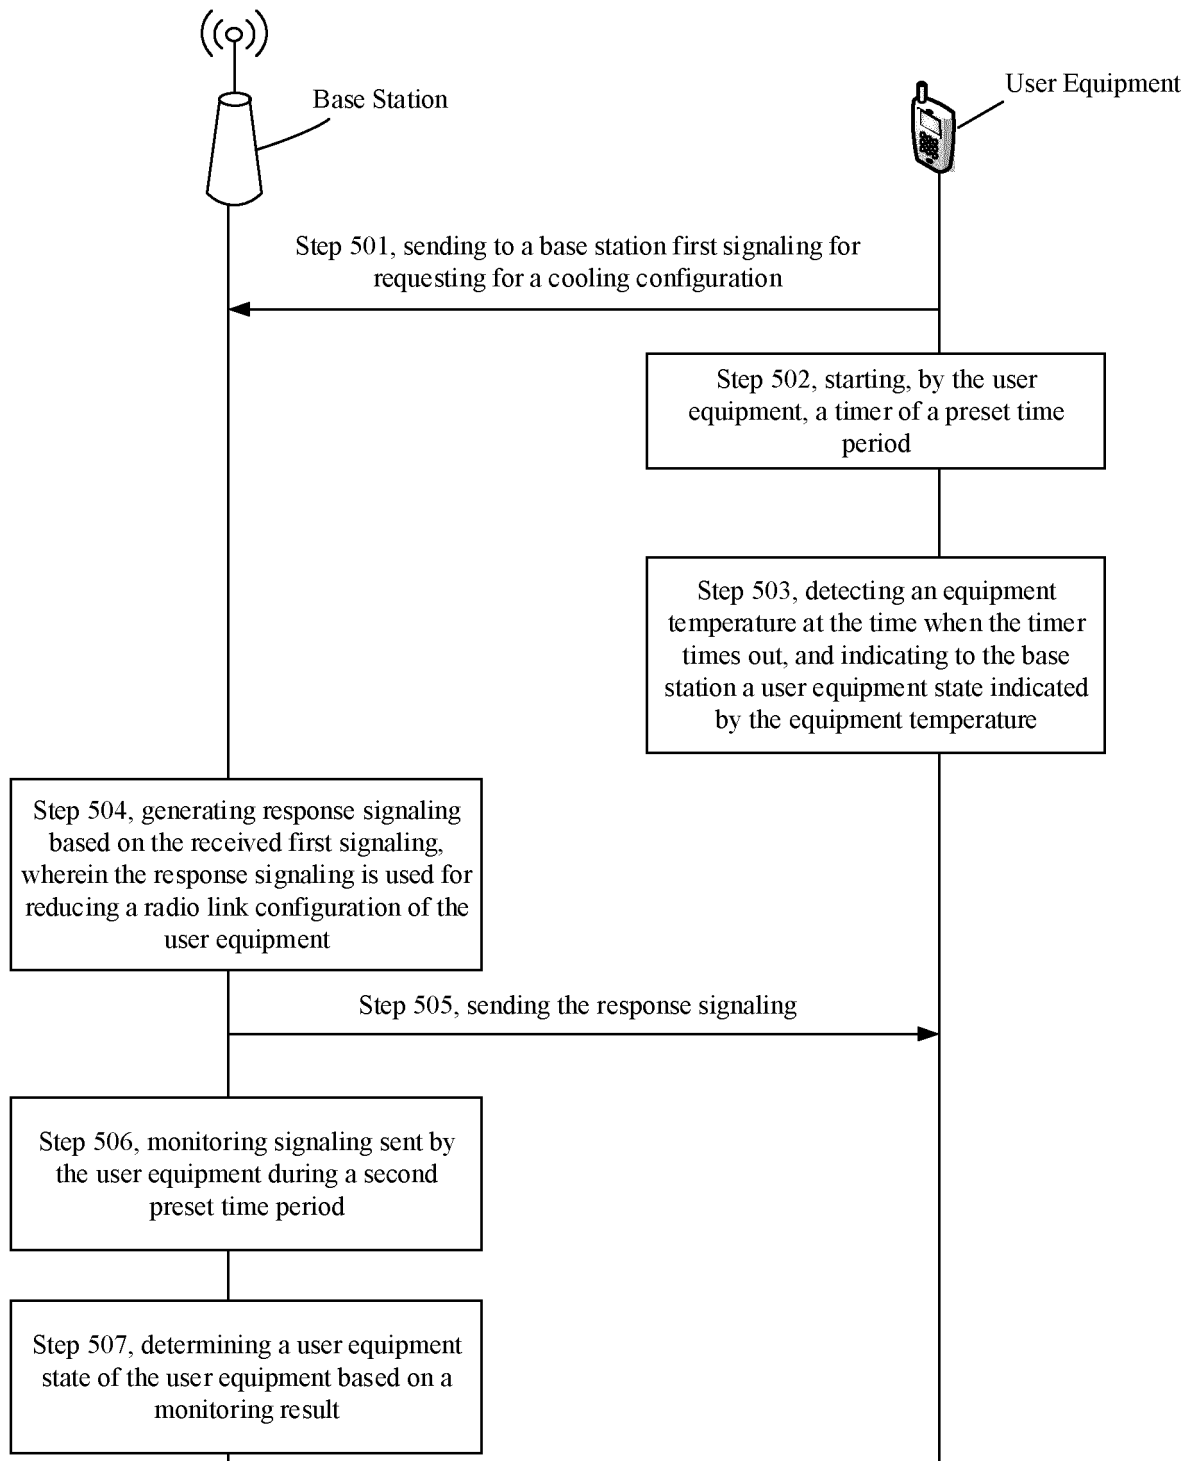 Base Station
User Equipment
Step 501, sending to a base station first signaling for
requesting for a cooling configuration
Step 502, starting, by the user
equipment, a timer of a preset time
period
Step 503, detecting an equipment
temperature at the time when the timer
times out, and indicating to the base
station a user equipment state indicated
by the equipment temperature
Step 504, generating response signaling
based on the received first signaling,
wherein the response signaling is used for
reducing a radio link configuration of the
user equipment
Step 505, sending the response signaling
Step 506, monitoring signaling sent by
the user equipment during a second
preset time period
Step 507, determining a user equipment
state of the user equipment based on a
monitoring result